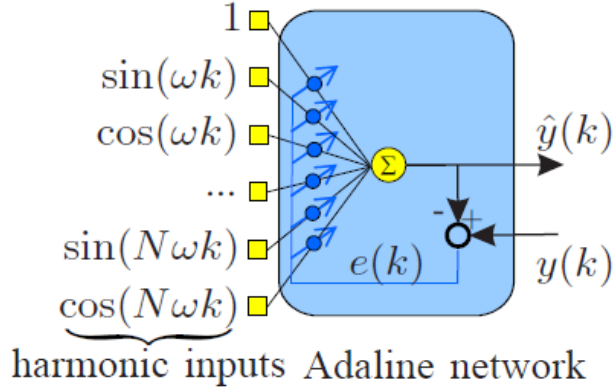 1
sin(ωk)
cos(ωk)
...
sin(Nωk)
cos(Nωk)
Σ
ŷ(k)
- +
e(k)
y(k)
harmonic inputs Adaline network